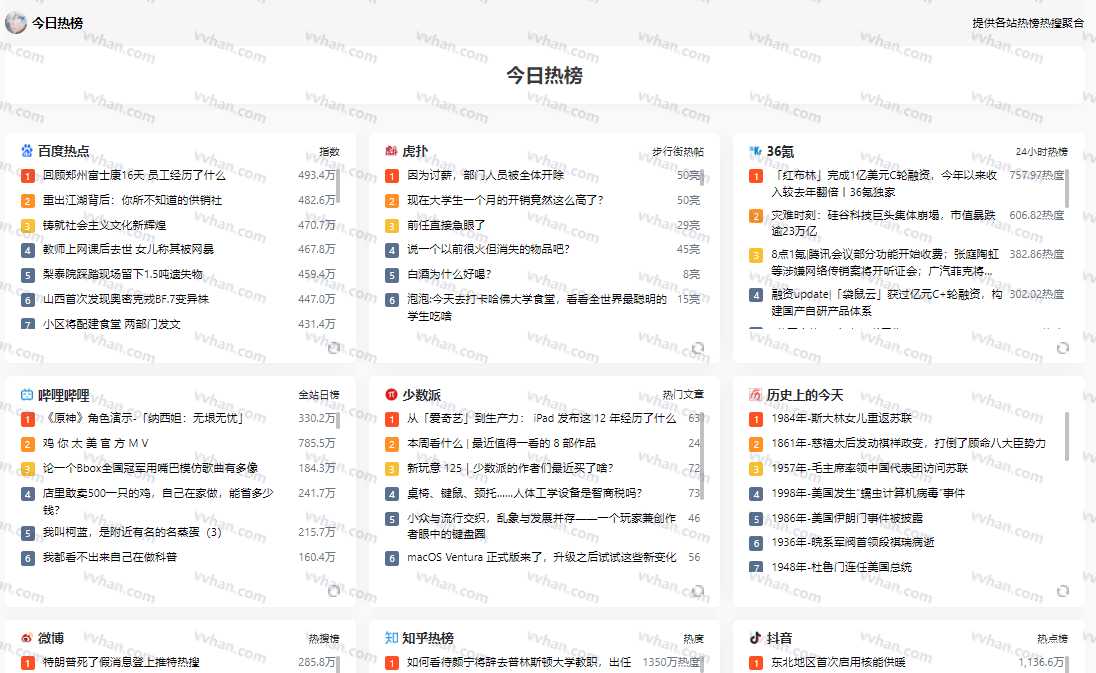 今日热榜
提供各站热榜热搜聚合
今日热榜
百度热点 指数
1 回顾郑州富士康16天 员工经历了什么 493.4万
2 重出江湖背后：你所不知道的供销社 482.6万
3 铸就社会主义文化新辉煌 470.7万
4 教师上网课后去世 女儿称其被网暴 467.8万
5 梨泰院踩踏现场留下1.5吨遗失物 459.4万
6 山西首次发现奥密克戎BF.7变异株 447.0万
7 小区将配建食堂 两部门发文 431.4万
虎扑 步行街热帖
1 因为讨薪，部门人员被全体开除 50亮
2 现在大学生一个月的开销竟然这么高了？ 50亮
3 前任直接急眼了 29亮
4 说一个以前很火但消失的物品吧？ 45亮
5 白酒为什么好喝？ 8亮
6 泡泡:今天去打卡哈佛大学食堂，看看全世界最聪明的 15亮
学生吃啥
36氪 24小时热榜
1 「红布林」完成1亿美元C轮融资，今年以来收 757.97热度
入较去年翻倍丨36氪独家
2 灾难时刻：硅谷科技巨头集体崩塌，市值暴跌 606.82热度
逾23万亿
3 8点1氪|腾讯会议部分功能开始收费；张庭陶虹 382.86热度
等涉嫌网络传销案将开听证会；广汽菲克将...
4 融资update|「袋鼠云」获过亿元C+轮融资，构 302.02热度
建国产自研产品体系
哔哩哔哩 全站日榜
1 《原神》角色演示-「纳西妲：无垠无忧」 330.2万
2 鸡 你 太 美 官 方 M V 785.5万
3 论一个Bbox全国冠军用嘴巴模仿歌曲有多像 184.3万
4 店里敢卖500一只的鸡，自己在家做，能省多少 241.7万
钱？
5 我叫柯蓝，是附近有名的名蒸蛋（3） 215.7万
6 我都看不出来自己在做科普 160.4万
少数派 热门文章
1 从「爱奇艺」到生产力： iPad 发布这 12 年经历了什么 63
2 本周看什么 | 最近值得一看的 8 部作品 24
3 新玩意 125｜少数派的作者们最近买了啥？ 72
4 桌椅、键鼠、颈托……人体工学设备是智商税吗？ 73
5 小众与流行交织，乱象与发展并存——一个玩家兼创作 46
者眼中的键盘圈
6 macOS Ventura 正式版来了，升级之后试试这些新变化 56
历史上的今天
1 1984年-斯大林女儿重返苏联
2 1861年-慈禧太后发动祺祥政变，打倒了顾命八大臣势力
3 1957年-毛主席率领中国代表团访问苏联
4 1998年-美国发生“蠕虫计算机病毒”事件
5 1986年-美国伊朗门事件被披露
6 1936年-皖系军阀首领段祺瑞病逝
7 1948年-杜鲁门连任美国总统
微博 热搜榜
1 特朗普死了假消息登上推特热搜 285.8万
知乎热榜 热度
1 如何看待颜宁将辞去普林斯顿大学教职，出任 1350万热度
抖音 热点榜
1 东北地区首次启用核能供暖 1,136.6万